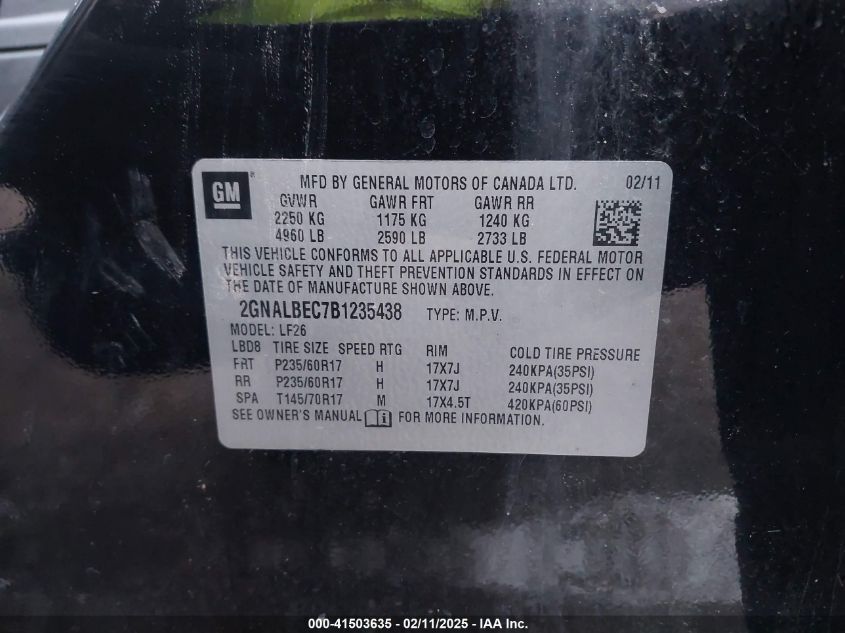 GM
MFD BY GENERAL MOTORS OF CANADA LTD. 02/11
GVWR GAWR FRT GAWR RR
2250 KG 1175 KG 1240 KG
4960 LB 2590 LB 2733 LB
THIS VEHICLE CONFORMS TO ALL APPLICABLE U.S. FEDERAL MOTOR
VEHICLE SAFETY AND THEFT PREVENTION STANDARDS IN EFFECT ON
THE DATE OF MANUFACTURE SHOWN ABOVE.
2GNALBEC7B1235438 TYPE: M.P.V.
MODEL: LF26
LBD8 TIRE SIZE SPEED RTG RIM COLD TIRE PRESSURE
FRT P235/60R17 H 17X7J 240KPA(35PSI)
RR P235/60R17 H 17X7J 240KPA(35PSI)
SPA T145/70R17 M 17X4.5T 420KPA(60PSI)
SEE OWNER'S MANUAL FOR MORE INFORMATION.
000-41503635 - 02/11/2025 - IAA Inc.